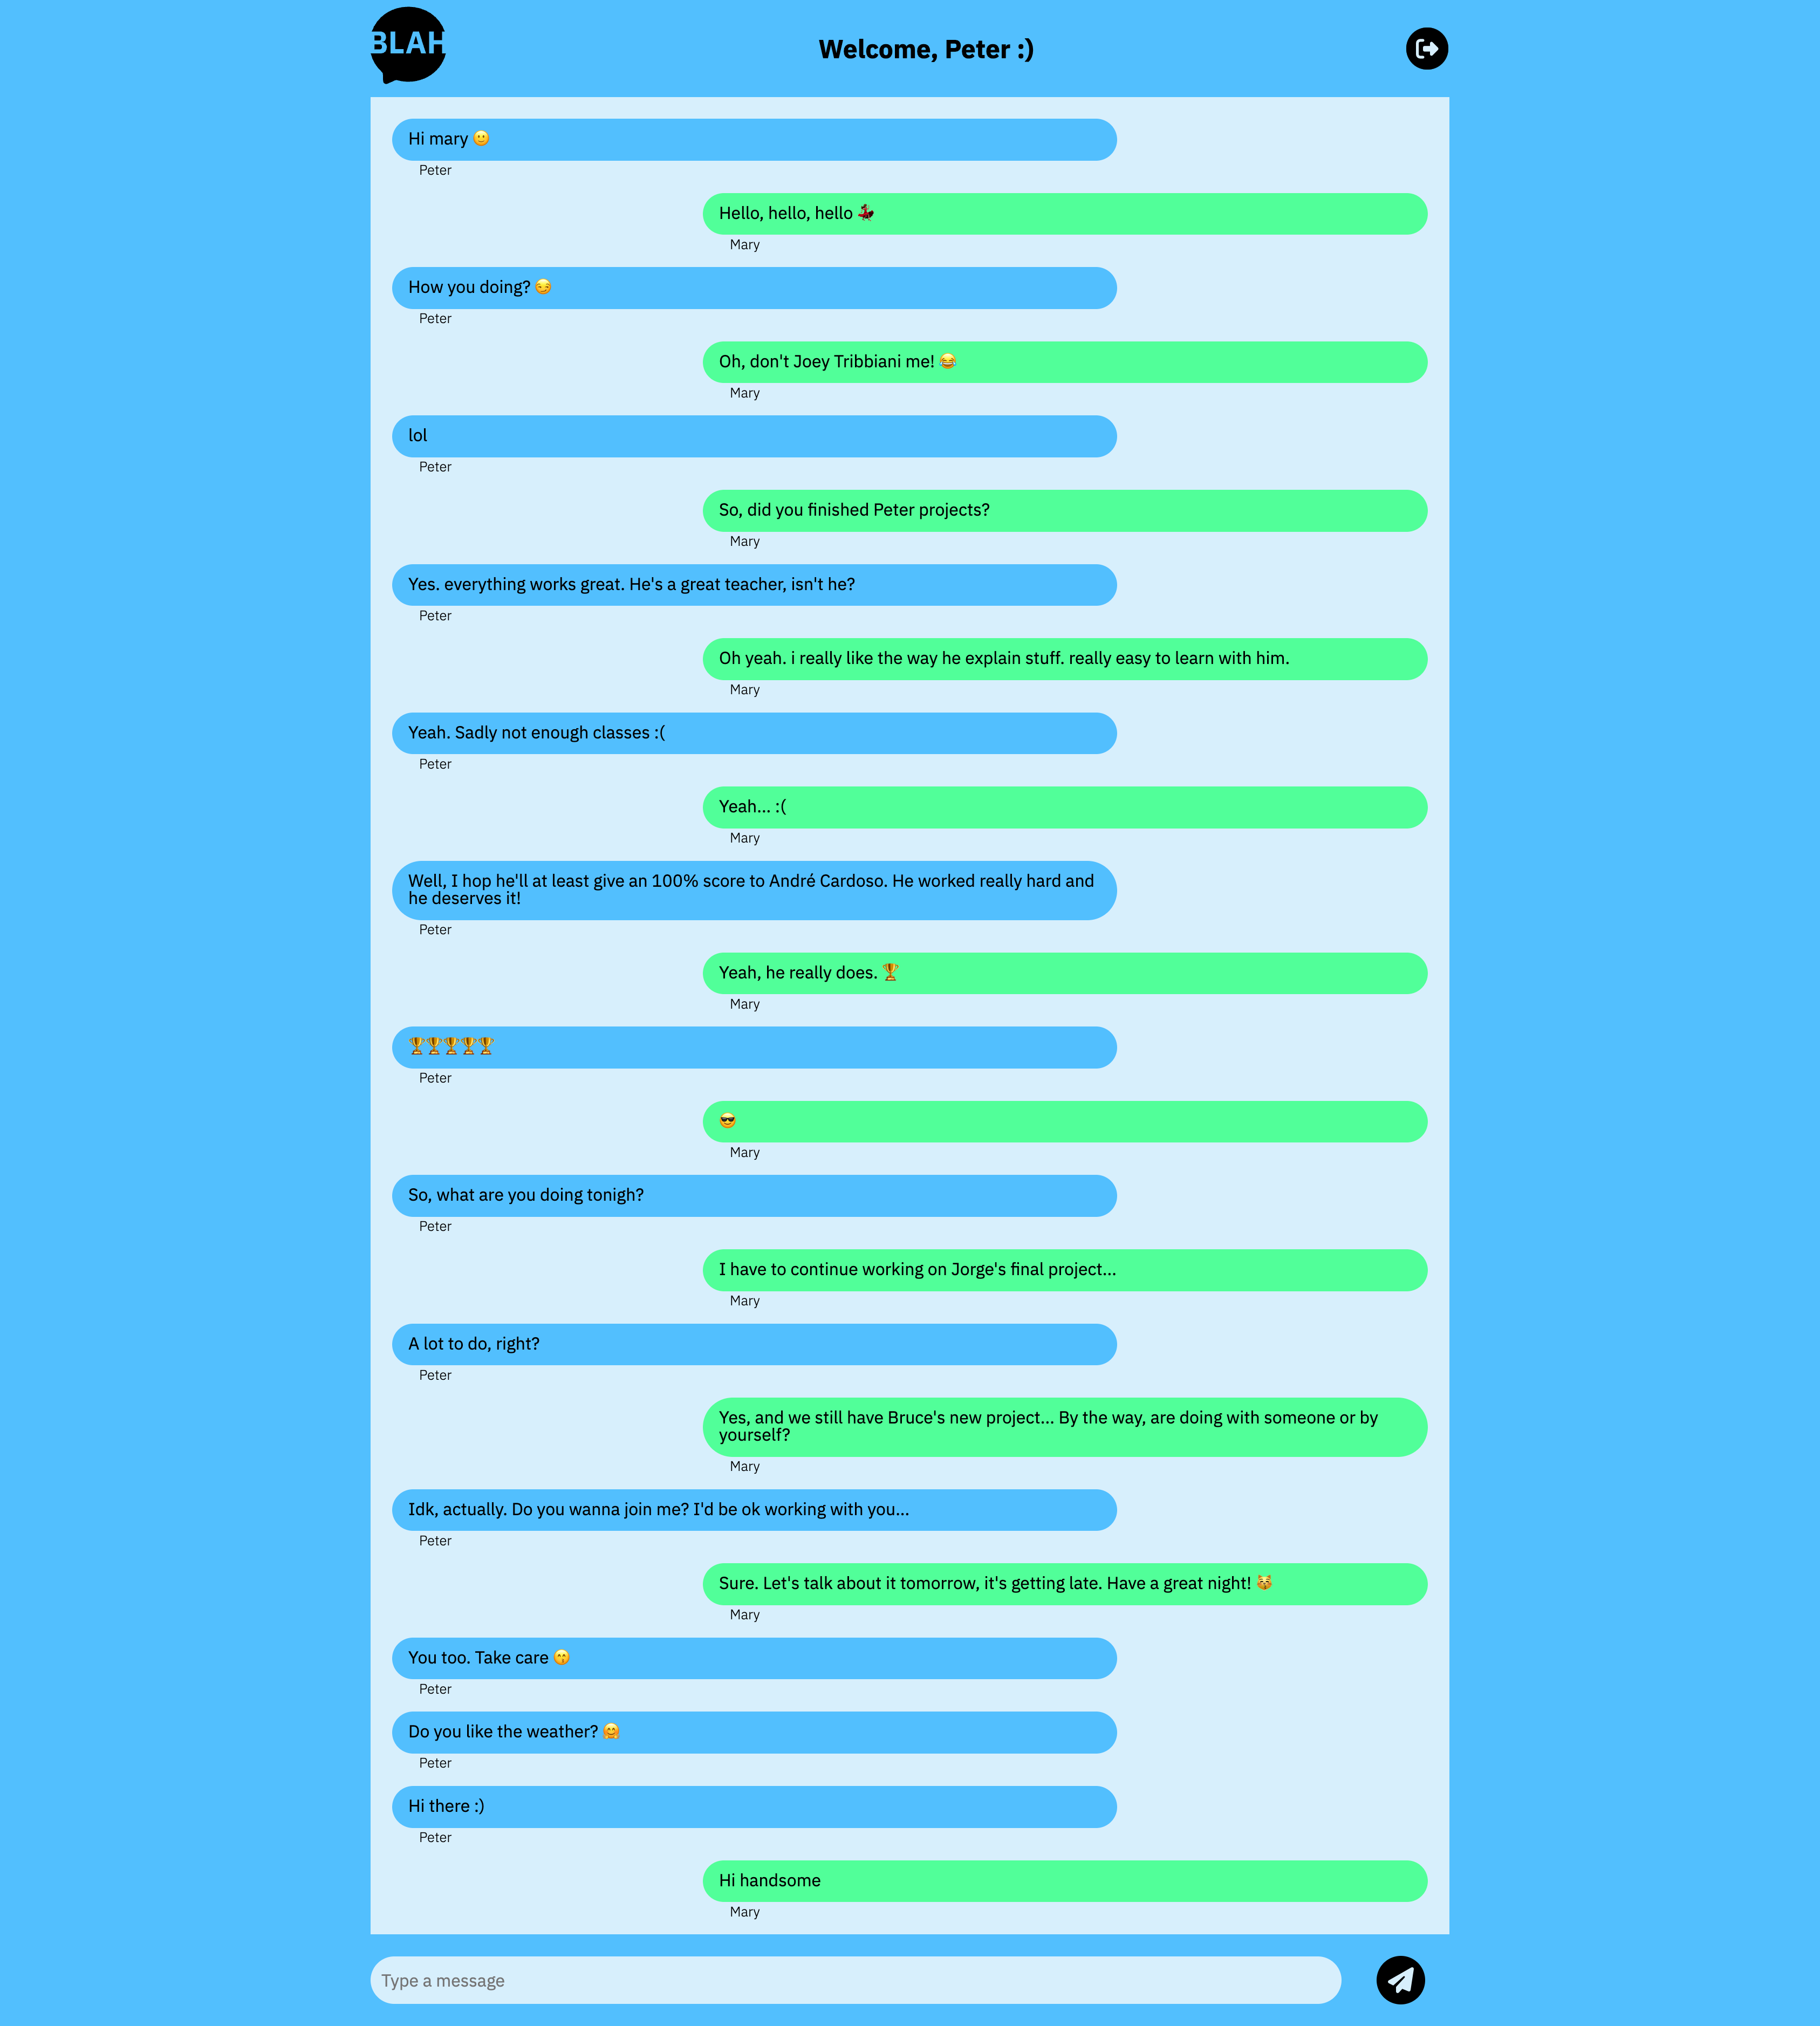 BLAH
Welcome, Peter :)
Hi mary 🙂
Peter
Hello, hello, hello 💃🏿
Mary
How you doing? 😏
Peter
Oh, don't Joey Tribbiani me! 😂
Mary
lol
Peter
So, did you finished Peter projects?
Mary
Yes. everything works great. He's a great teacher, isn't he?
Peter
Oh yeah. i really like the way he explain stuff. really easy to learn with him.
Mary
Yeah. Sadly not enough classes :(
Peter
Yeah... :(
Mary
Well, I hop he'll at least give an 100% score to André Cardoso. He worked really hard and
he deserves it!
Peter
Yeah, he really does. 🏆
Mary
🏆🏆🏆🏆🏆
Peter
😎
Mary
So, what are you doing tonigh?
Peter
I have to continue working on Jorge's final project...
Mary
A lot to do, right?
Peter
Yes, and we still have Bruce's new project... By the way, are doing with someone or by
yourself?
Mary
Idk, actually. Do you wanna join me? I'd be ok working with you...
Peter
Sure. Let's talk about it tomorrow, it's getting late. Have a great night! 😽
Mary
You too. Take care 😙
Peter
Do you like the weather? 🤗
Peter
Hi there :)
Peter
Hi handsome
Mary
Type a message